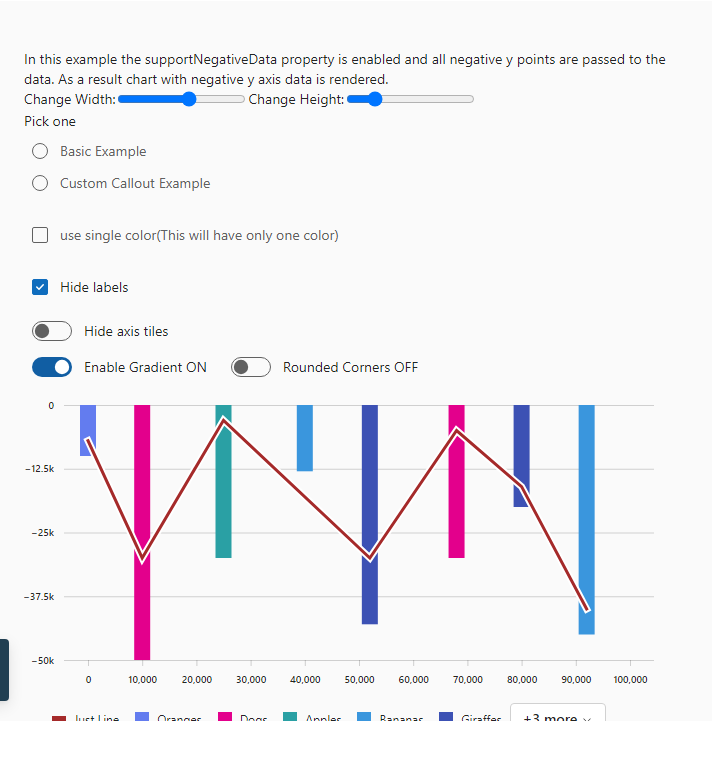 In this example the supportNegativeData property is enabled and all negative y points are passed to the
data. As a result chart with negative y axis data is rendered.
Change Width: Change Height:
Pick one
Basic Example
Custom Callout Example
use single color(This will have only one color)
Hide labels
Hide axis tiles
Enable Gradient ON Rounded Corners OFF
0
−12.5k
−25k
−37.5k
−50k
0 10,000 20,000 30,000 40,000 50,000 60,000 70,000 80,000 90,000 100,000
Just Line Oranges Dogs Apples Bananas Giraffes +3 more